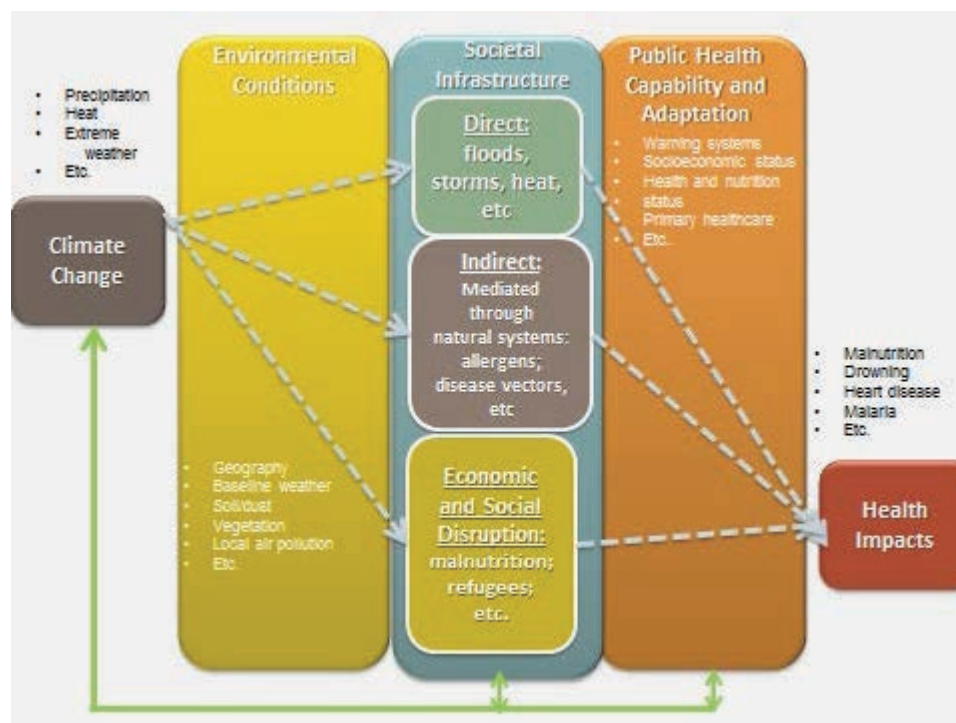 Environmental
Conditions
Societal
Infrastructure
Public Health
Capability and
Adaptation
• Precipitation
• Heat
• Extreme
weather
• Etc.
Climate
Change
Direct:
floods,
storms, heat,
etc
Indirect:
Mediated
through
natural systems:
allergens;
disease vectors,
etc
Economic
and Social
Disruption:
malnutrition;
refugees;
etc.
• Warning systems
• Socioeconomic status
• Health and nutrition
• status
• Primary healthcare
• Etc.
• Geography
• Baseline weather
• Soil/dust
• Vegetation
• Local air pollution
• Etc
• Malnutrition
• Drowning
• Heart disease
• Malaria
• Etc.
Health
Impacts